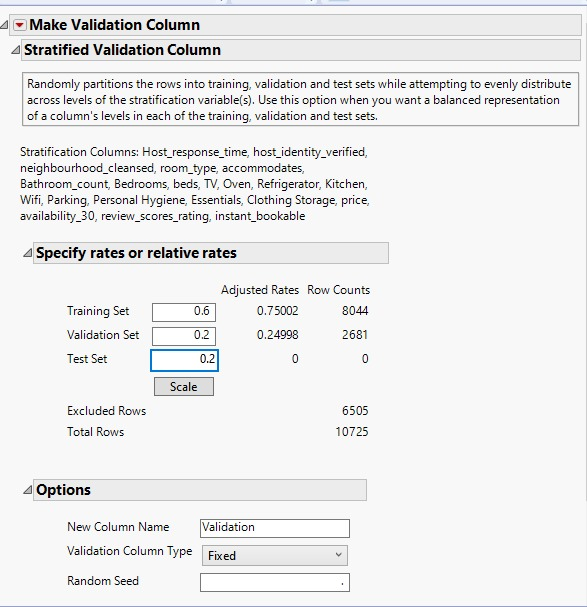 Make Validation Column
Stratified Validation Column
Randomly partitions the rows into training, validation and test sets while attempting to evenly distribute
across levels of the stratification variable(s). Use this option when you want a balanced representation
of a column's levels in each of the training, validation and test sets.
Stratification Columns: Host_response_time, host_identity_verified,
neighbourhood_cleansed, room_type, accommodates,
Bathroom_count, Bedrooms, beds, TV, Oven, Refrigerator, Kitchen,
Wifi, Parking, Personal Hygiene, Essentials, Clothing Storage, price,
availability_30, review_scores_rating, instant_bookable
Specify rates or relative rates
Adjusted Rates Row Counts
Training Set 0.6 0.75002 8044
Validation Set 0.2 0.24998 2681
Test Set 0.2 0 0
Scale
Excluded Rows 6505
Total Rows 10725
Options
New Column Name Validation
Validation Column Type Fixed
Random Seed .